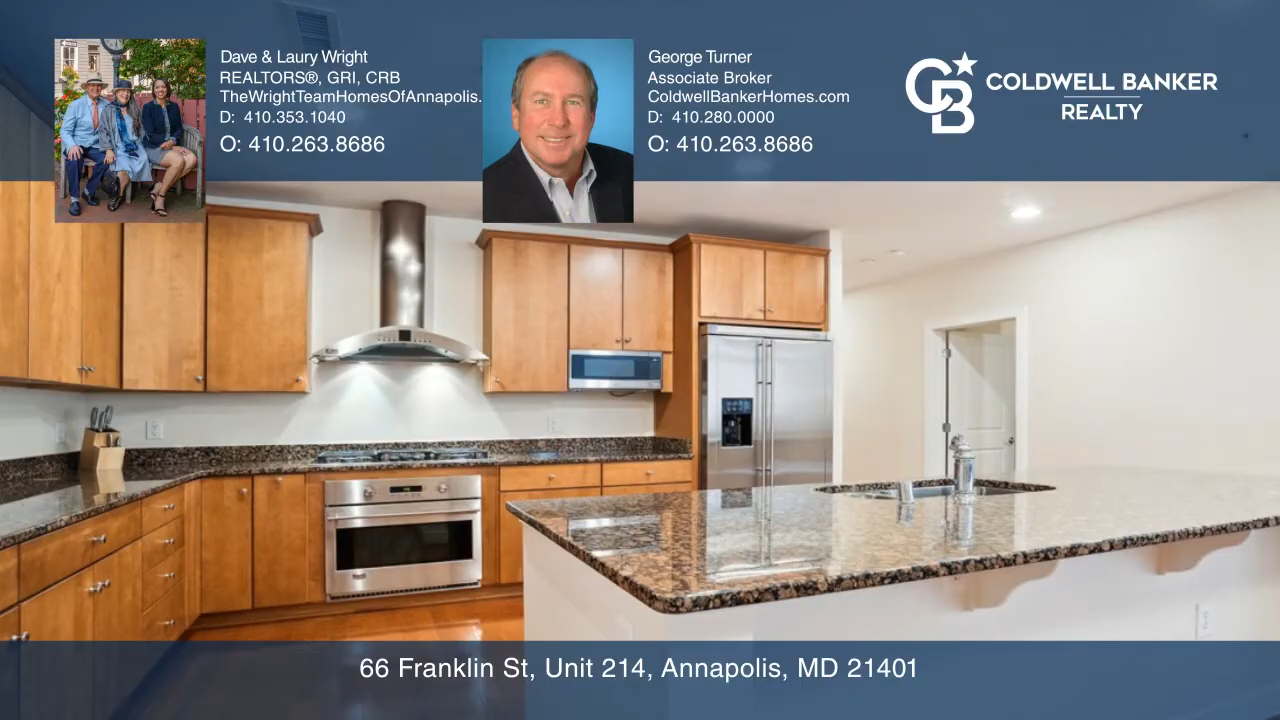 Dave & Laury Wright
REALTORS®, GRI, CRB
TheWrightTeamHomesOfAnnapolis.
D: 410.353.1040
O: 410.263.8686
George Turner
Associate Broker
ColdwellBankerHomes.com
D: 410.280.0000
O: 410.263.8686
CB
COLDWELL BANKER
REALTY
66 Franklin St, Unit 214, Annapolis, MD 21401